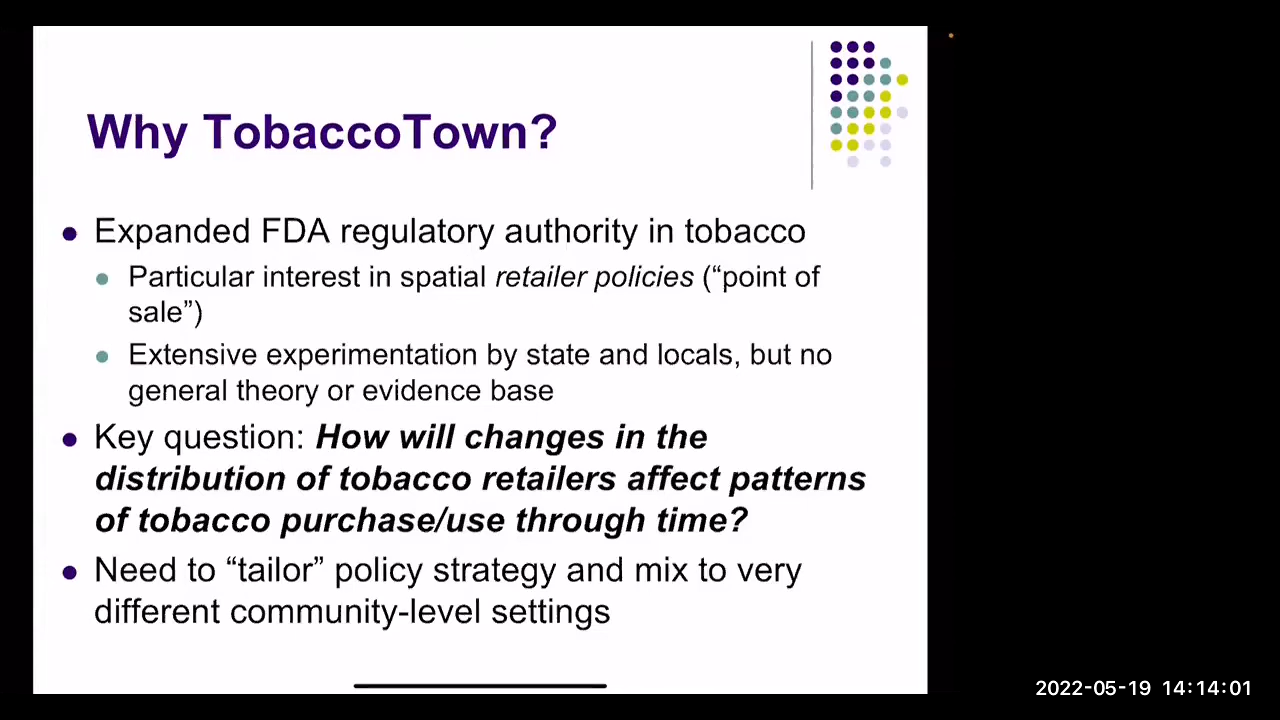 Why TobaccoTown?
Expanded FDA regulatory authority in tobacco
Particular interest in spatial retailer policies (“point of
sale”)
Extensive experimentation by state and locals, but no
general theory or evidence base
Key question: How will changes in the
distribution of tobacco retailers affect patterns
of tobacco purchase/use through time?
Need to “tailor” policy strategy and mix to very
different community-level settings
2022-05-19 14:14:01